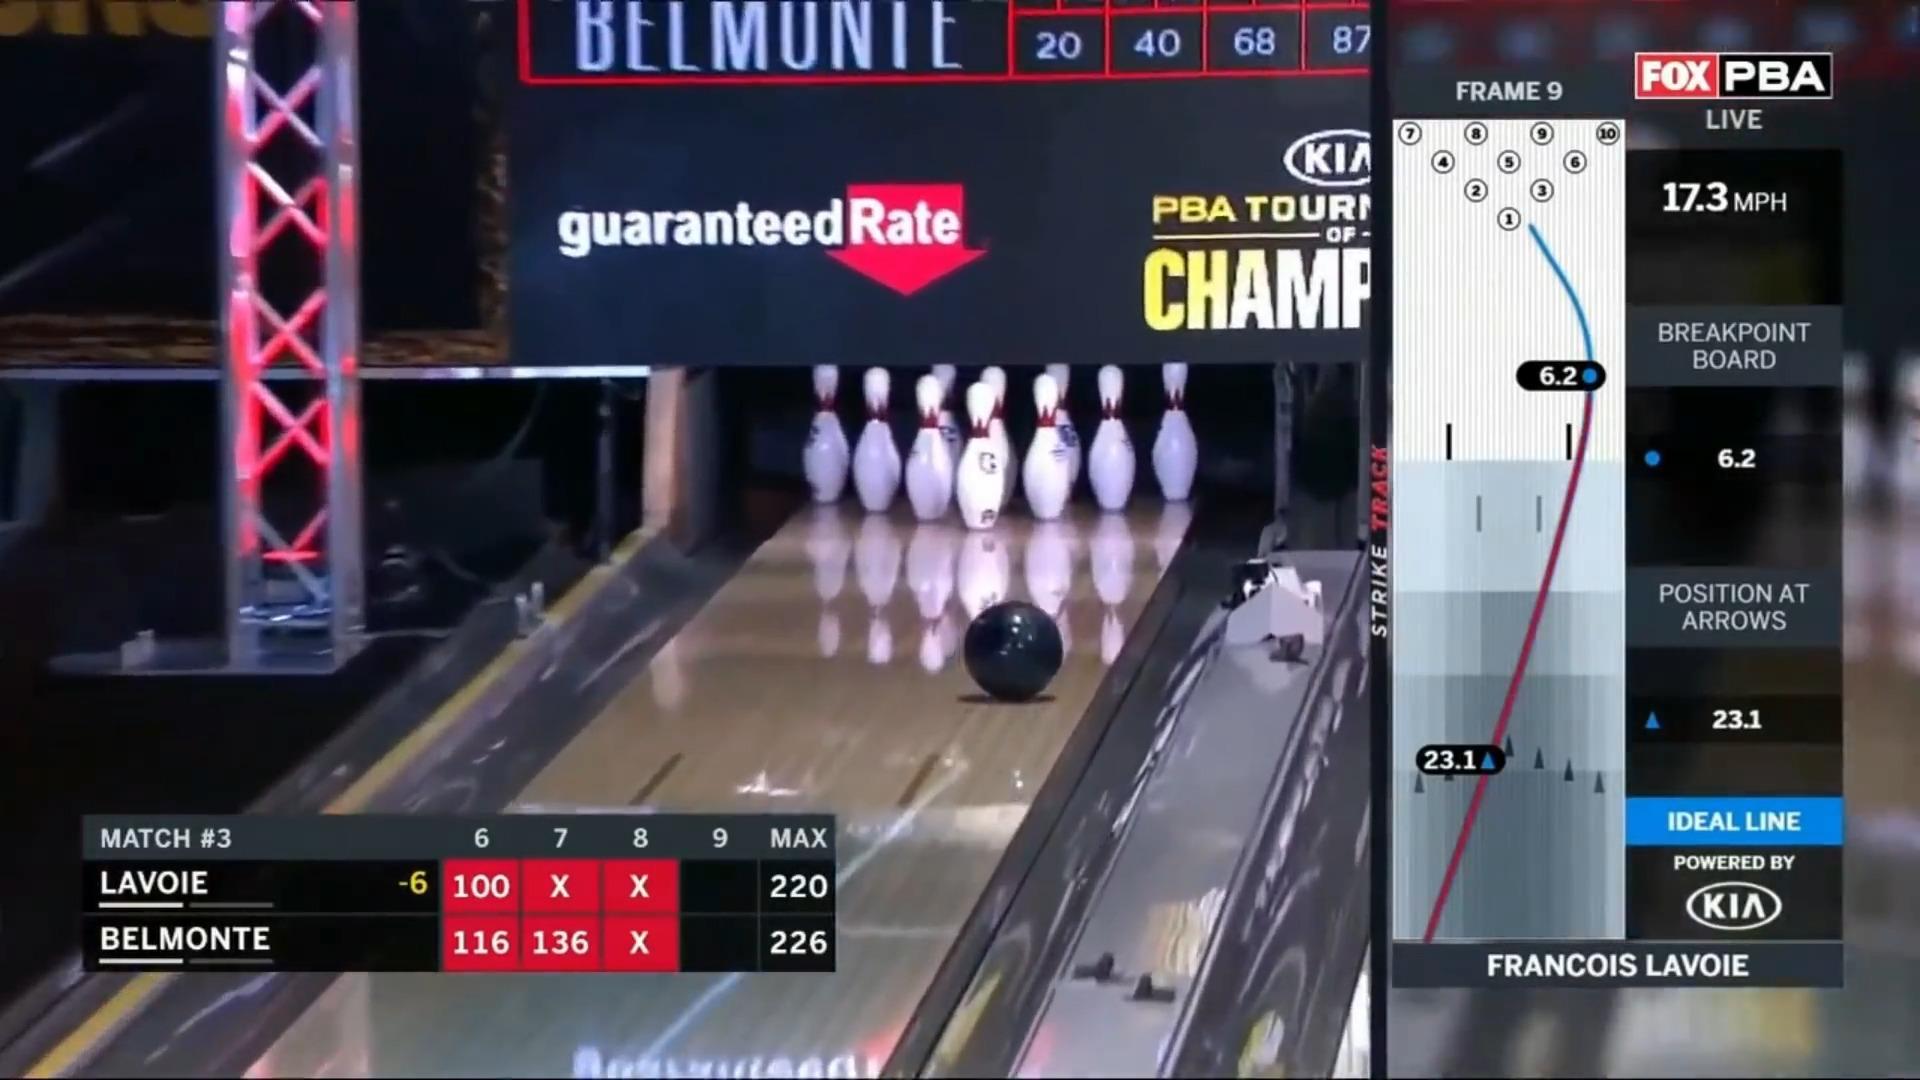 BELMONTE 20 40 68 87
guaranteed Rate
KIA
PBA TOURN
OF
CHAMP
FRAME 9
7 8 9 10
4 5 6
2 3
1
6.2
23.1
STRIKE TRACK
FOX PBA
LIVE
17.3 MPH
BREAKPOINT
BOARD
6.2
POSITION AT
ARROWS
23.1
IDEAL LINE
POWERED BY
KIA
FRANCOIS LAVOIE
MATCH #3 6 7 8 9 MAX
LAVOIE -6 100 X X 220
BELMONTE 116 136 X 226